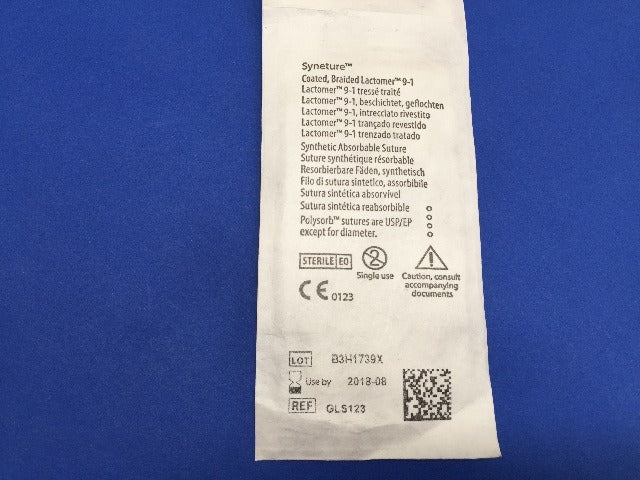 Syneture™
Coated, Braided Lactomer™ 9-1
Lactomer™ 9-1 tressé traité
Lactomer™ 9-1, beschichtet, geflochten
Lactomer™ 9-1, intrecciato rivestito
Lactomer™ 9-1 trançado revestido
Lactomer™ 9-1 trenzado tratado
Synthetic Absorbable Suture
Suture synthétique résorbable
Resorbierbare Fäden, synthetisch
Filo di sutura sintetico, assorbibile
Sutura sintética absorvível
Sutura sintética reabsorbible
Polysorb™ sutures are USP/EP
except for diameter.
STERILE EO
2
Single use
Caution, consult
accompanying
documents
CE 0123
LOT B3H1739X
Use by 2018-08
REF GLS123